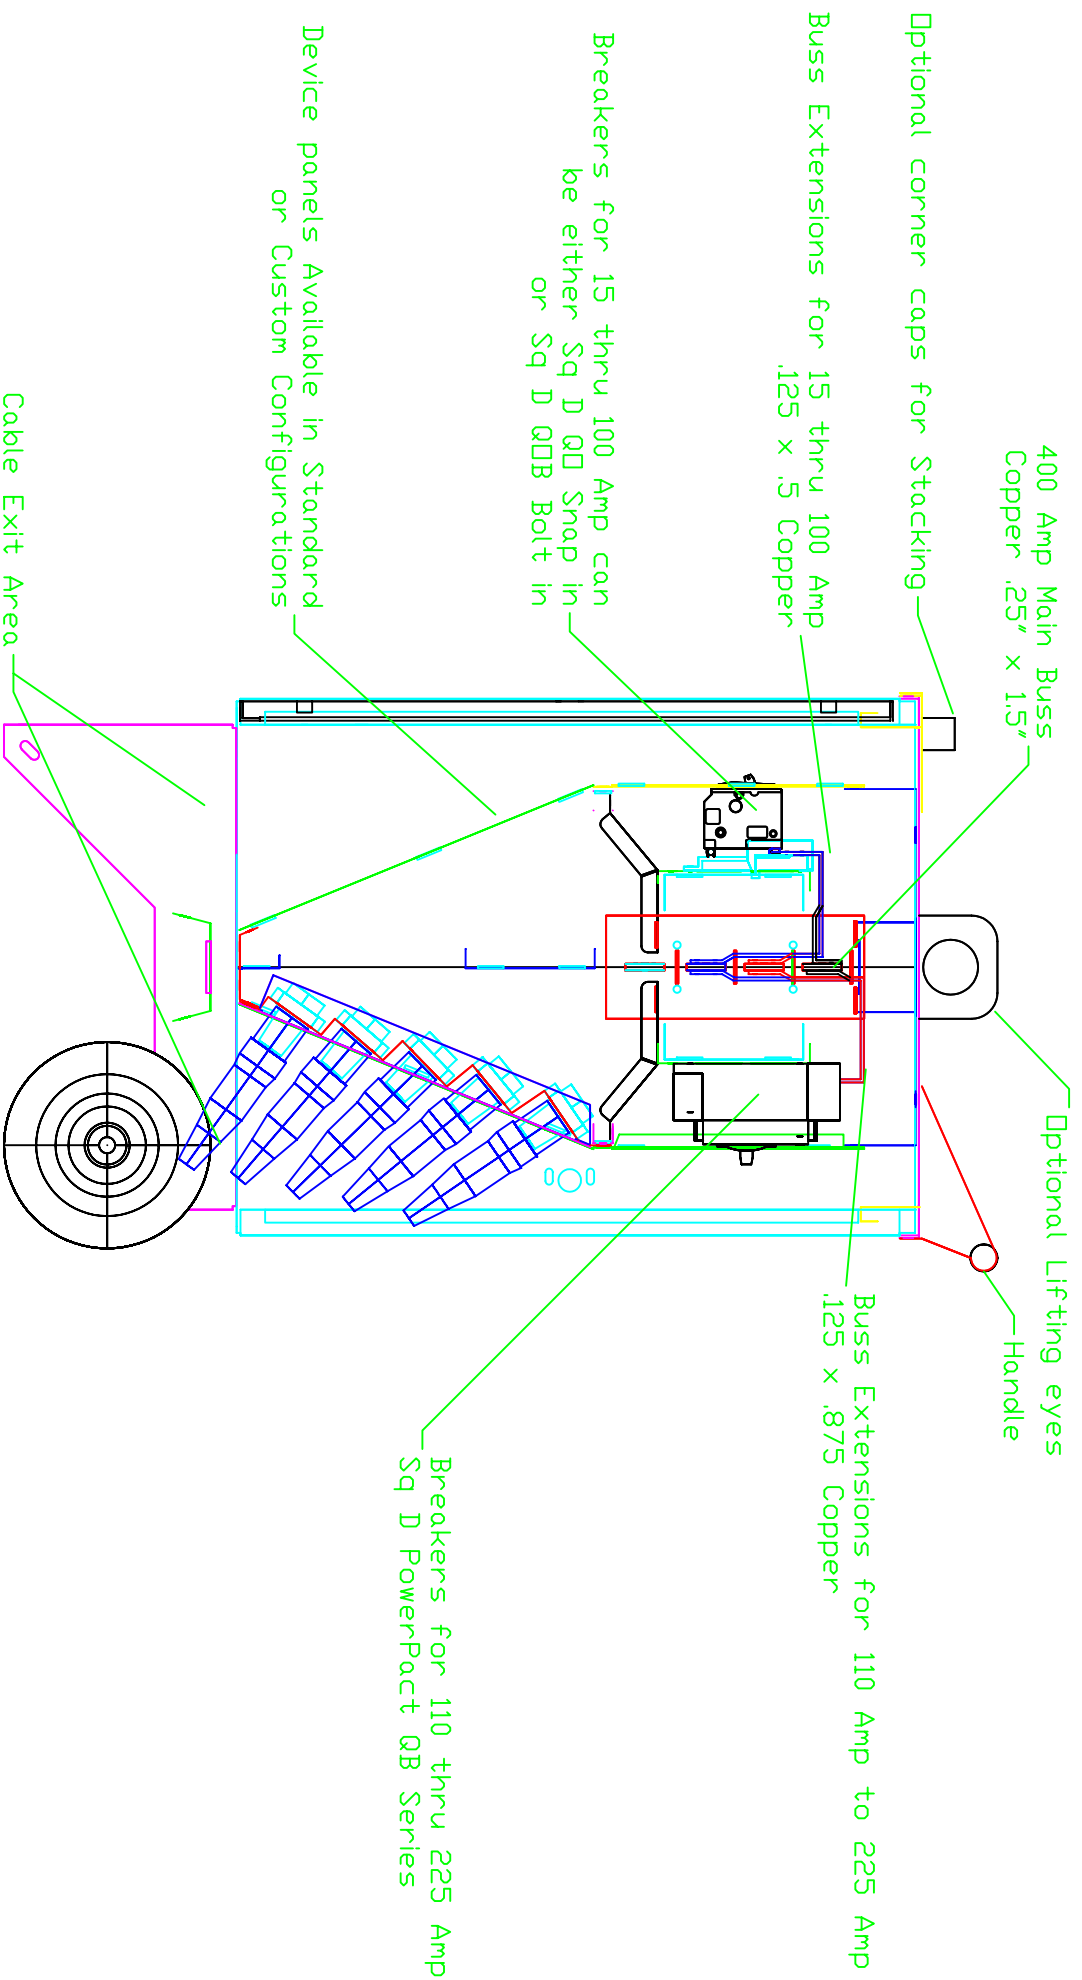 400 Amp Main Buss
Copper .25" x 1.5"
Optional corner caps for Stacking
Buss Extensions for 15 thru 100 Amp
.125 x .5 Copper
Breakers for 15 thru 100 Amp can
be either Sq D QO Snap in
or Sq D QOB Bolt in
Device panels Available in Standard
or Custom Configurations
Cable Exit Area
Optional Lifting eyes
Handle
Buss Extensions for 110 Amp to 225 Amp
.125 x .875 Copper
Breakers for 110 thru 225 Amp
Sq D PowerPact QB Series